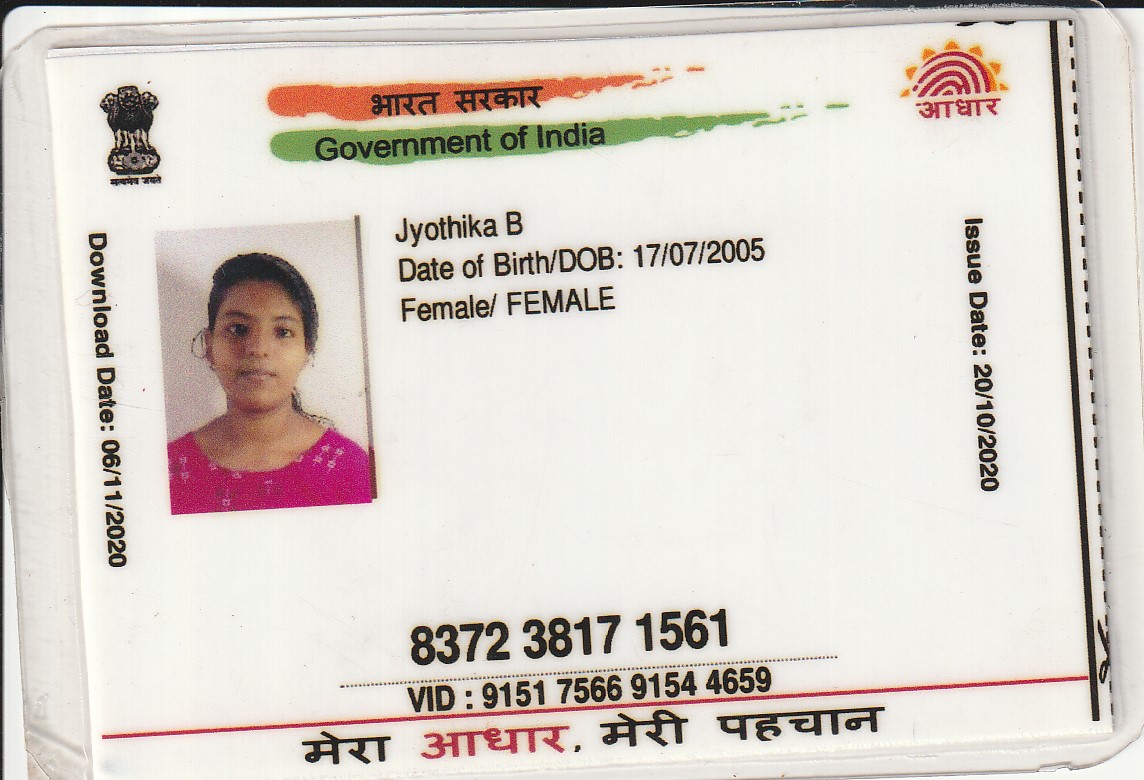 भारत सरकार
Government of India
आधार
सत्यमेव जयते
Download Date: 06/11/2020
Jyothika B
Date of Birth/DOB: 17/07/2005
Female/ FEMALE
Issue Date: 20/10/2020
8372 3817 1561
VID : 9151 7566 9154 4659
मेरा आधार, मेरी पहचान